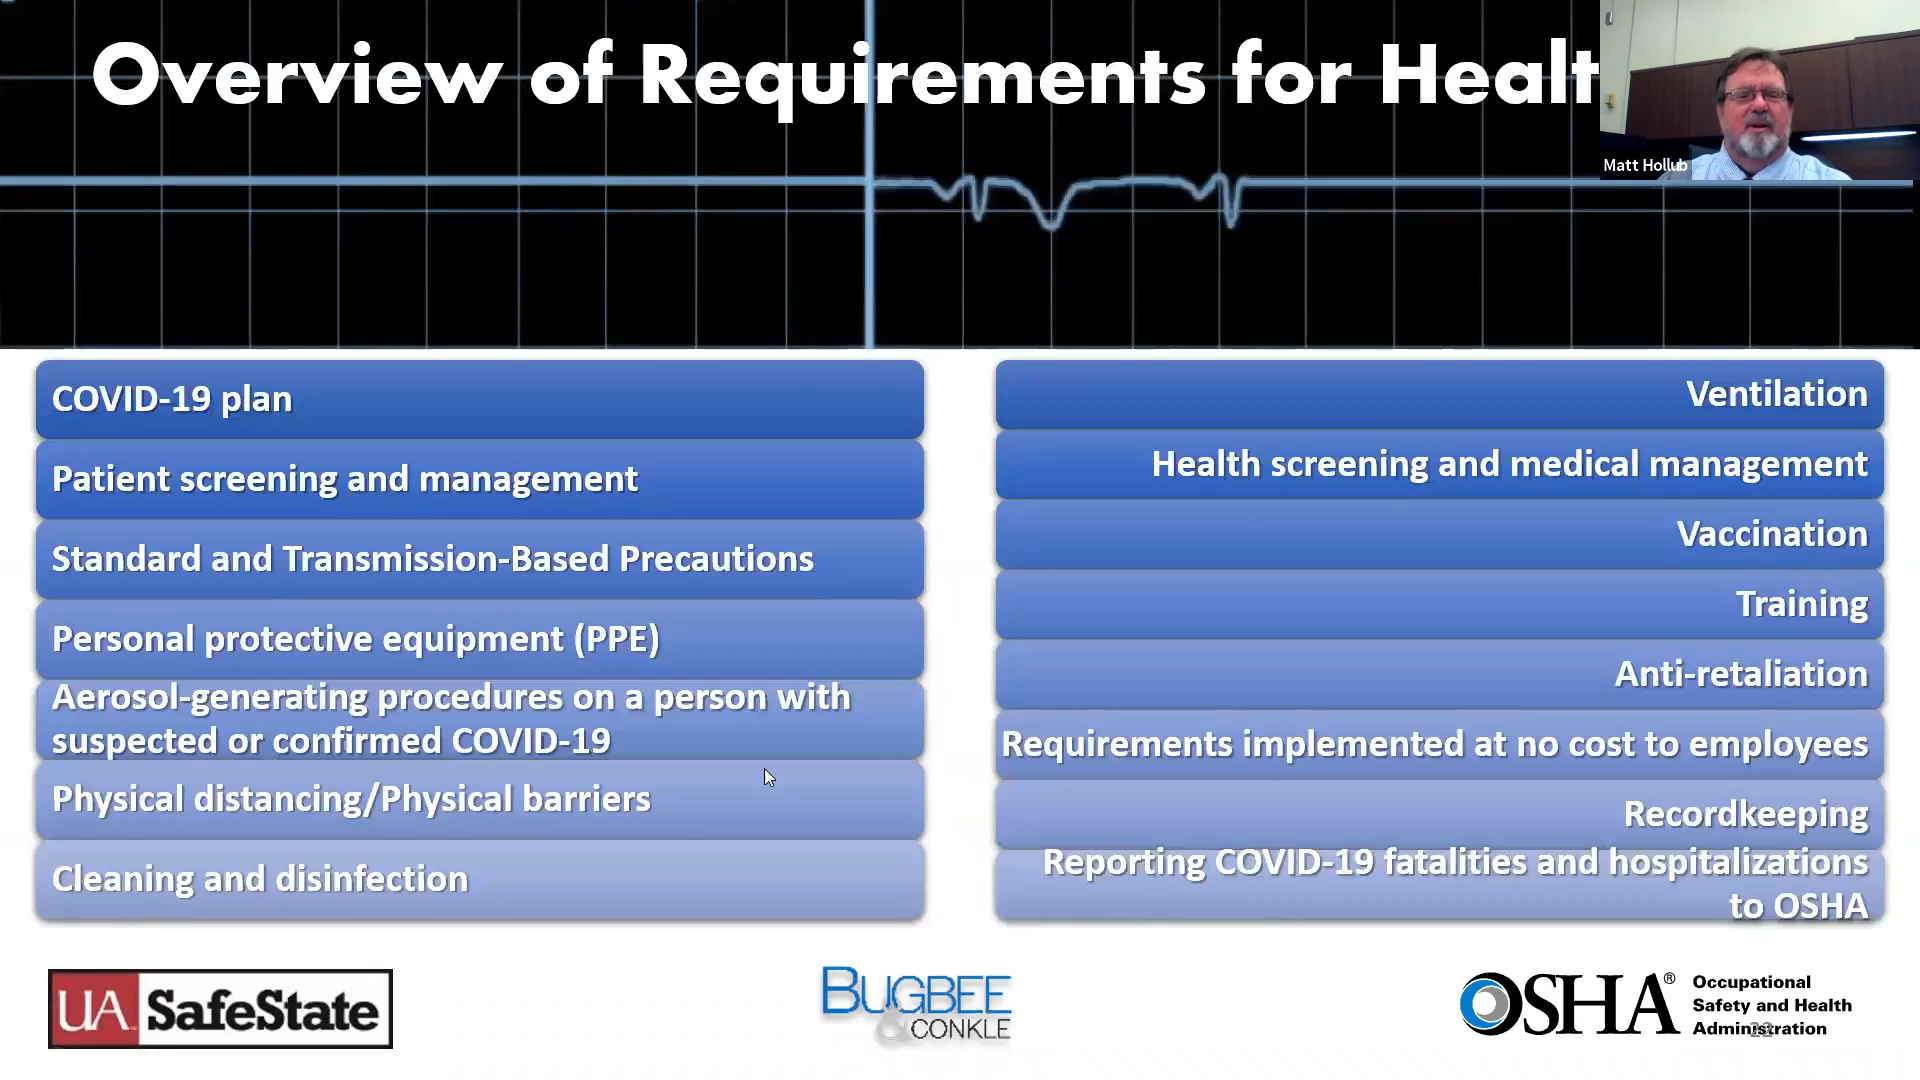 Overview of Requirements for Healt
Matt Hollub
COVID-19 plan
Patient screening and management
Standard and Transmission-Based Precautions
Personal protective equipment (PPE)
Aerosol-generating procedures on a person with
suspected or confirmed COVID-19
Physical distancing/Physical barriers
Cleaning and disinfection
Ventilation
Health screening and medical management
Vaccination
Training
Anti-retaliation
Requirements implemented at no cost to employees
Recordkeeping
Reporting COVID-19 fatalities and hospitalizations
to OSHA
UA SafeState
BUGBEE
& CONKLE
OSHA®
Occupational
Safety and Health
Administration
22